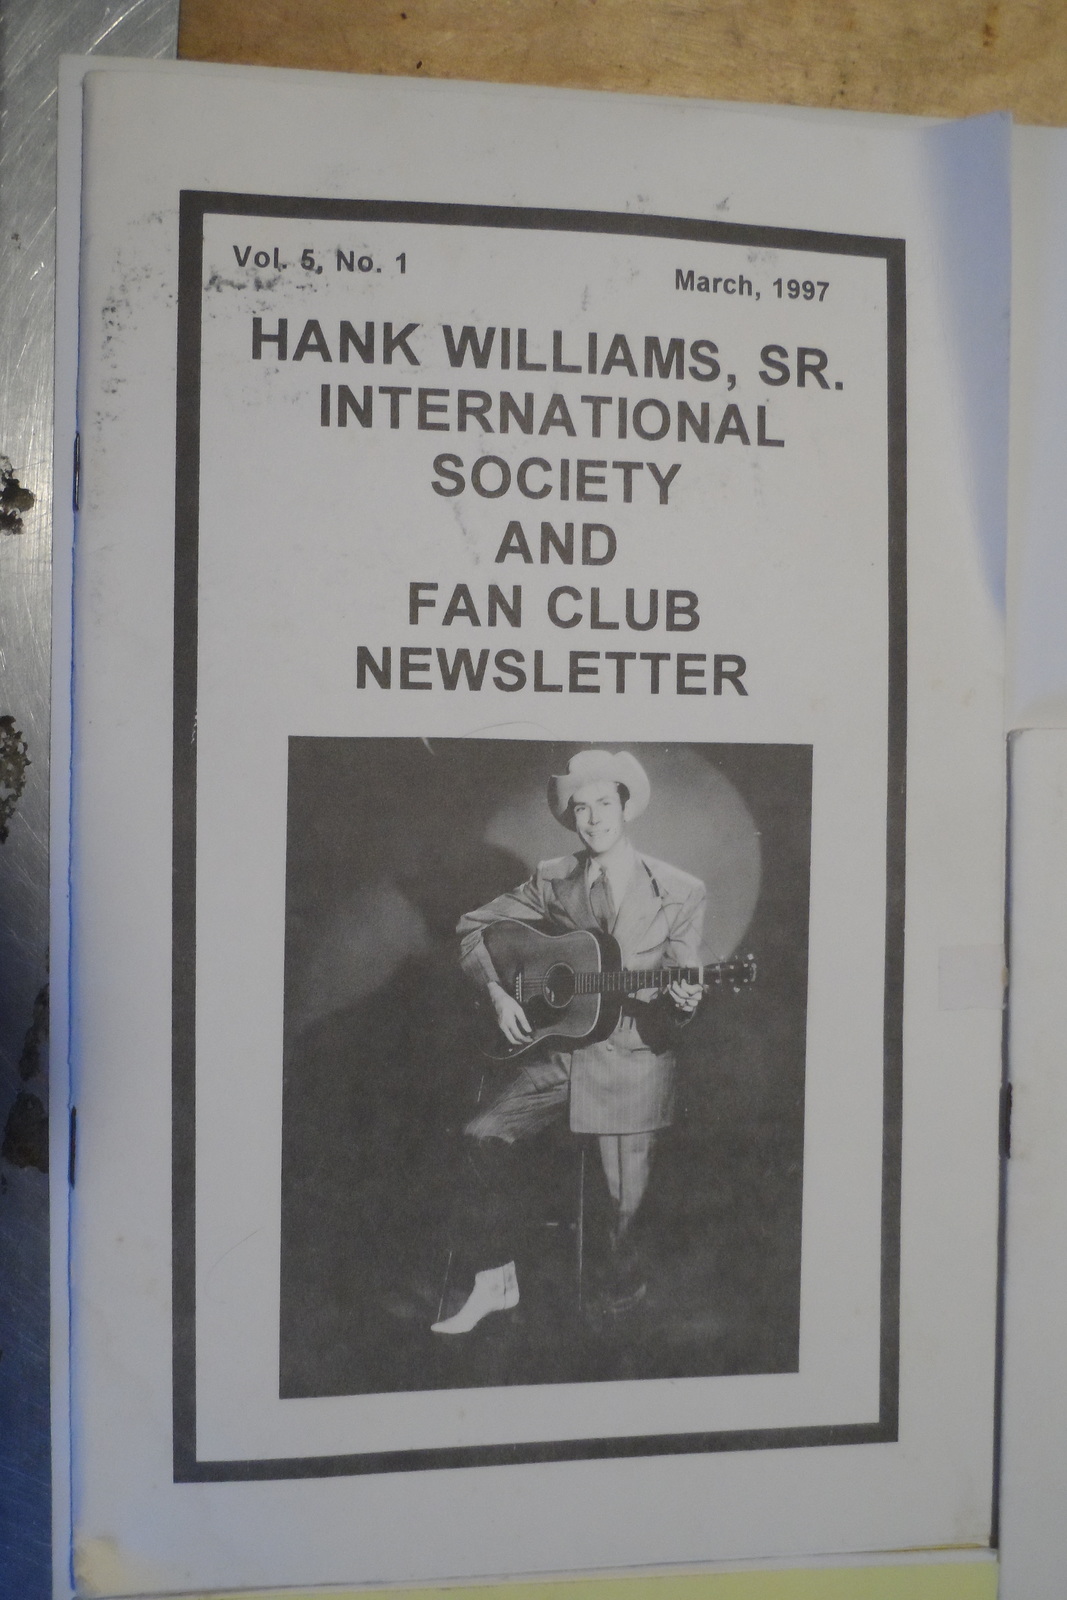 Vol. 5, No. 1
March, 1997
HANK WILLIAMS, SR.
INTERNATIONAL
SOCIETY
AND
FAN CLUB
NEWSLETTER